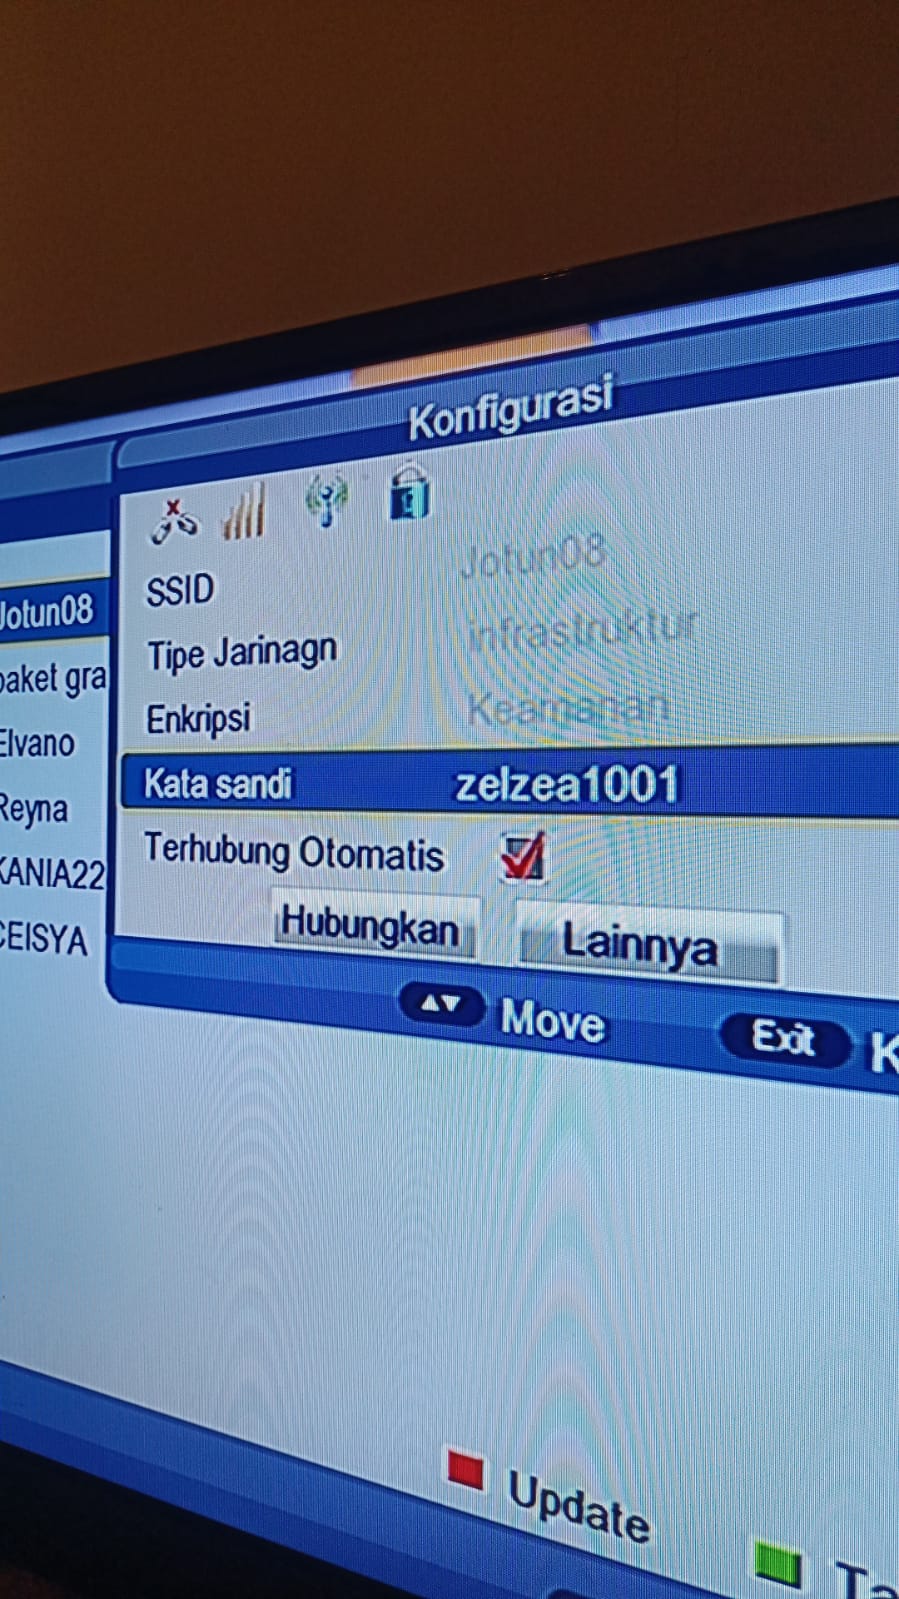 Konfigurasi
SSID Jotun08
Tipe Jarinagn infrastruktur
Enkripsi Keamanan
Kata sandi zelzea1001
Terhubung Otomatis
Hubungkan Lainnya
Move Exit K
Jotun08
paket gra
Elvano
Reyna
KANIA22
CEISYA
Update
Ta